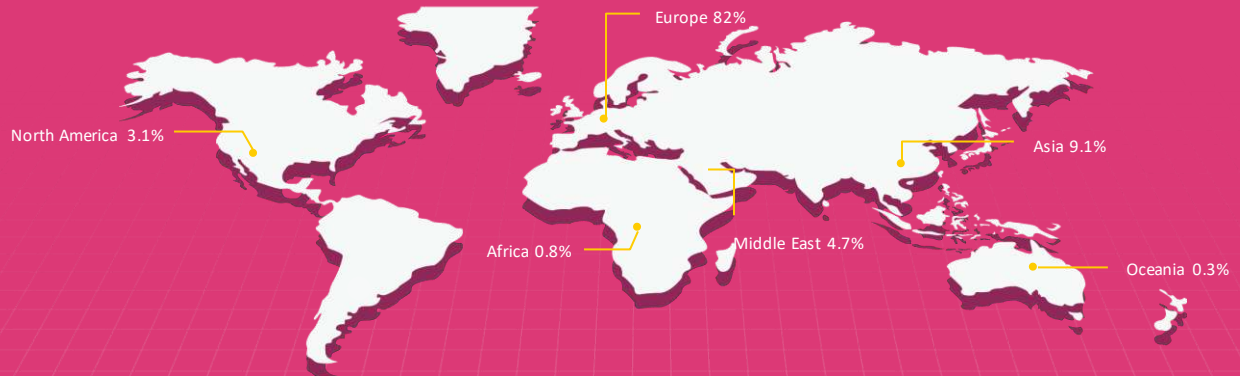 Europe 82%
North America 3.1%
Asia 9.1%
Africa 0.8%
Middle East 4.7%
Oceania 0.3%